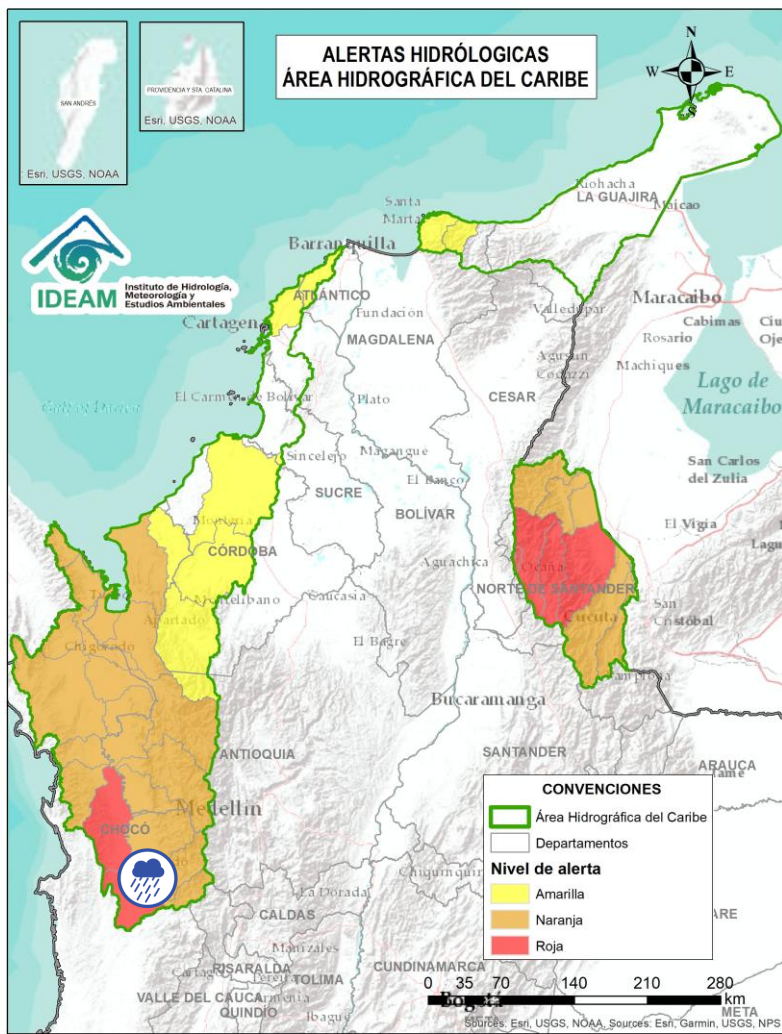 ALERTAS HIDRÓLOGICAS
ÁREA HIDROGRÁFICA DEL CARIBE
N
W E
S
SAN ANDRÉS
Esri, USGS, NOAA
PROVIDENCIA Y STA. CATALINA
Esri, USGS, NOAA
IDEAM
Instituto de Hidrología,
Meteorología y
Estudios Ambientales
Riohacha
LA GUAJIRA
Maicao
Santa
Marta
Barranquilla
ATLÁNTICO
Cartagen
Fundación
MAGDALENA
Valledupar
Maracaibo
Cabimas
Rosario
Machiques
Agustín
Codazzi
CESAR
Lago de
Maracaibo
El Carmen de Bolívar
Plato
Sincelejo
Magangue
SUCRE
El Banco
BOLÍVAR
San Carlos
del Zulia
El Vigia
Montería
CÓRDOBA
Aguachica
Ocaña
NORTE DE SANTANDER
Montelibano
Caucasia
Apartado
Cucuta
San
Cristóbal
Chigorodo
El Bagre
Bucaramanga
ANTIOQUIA
SANTANDER
ARAUCA
Medellín
CHOCÓ
La Dorada
CALDAS
Manizales
RISARALDA
TOLIMA
CUNDINAMARCA
VALLE DEL CAUCA
QUINDÍO
Ibague
Bogotá
META
META
CONVENCIONES
Área Hidrográfica del Caribe
Departamentos
Nivel de alerta
Amarilla
Naranja
Roja
0 35 70 140 210 280
km
Sources: Esri, USGS, NOAA, Sources: Esri, Garmin, USGS, NPS